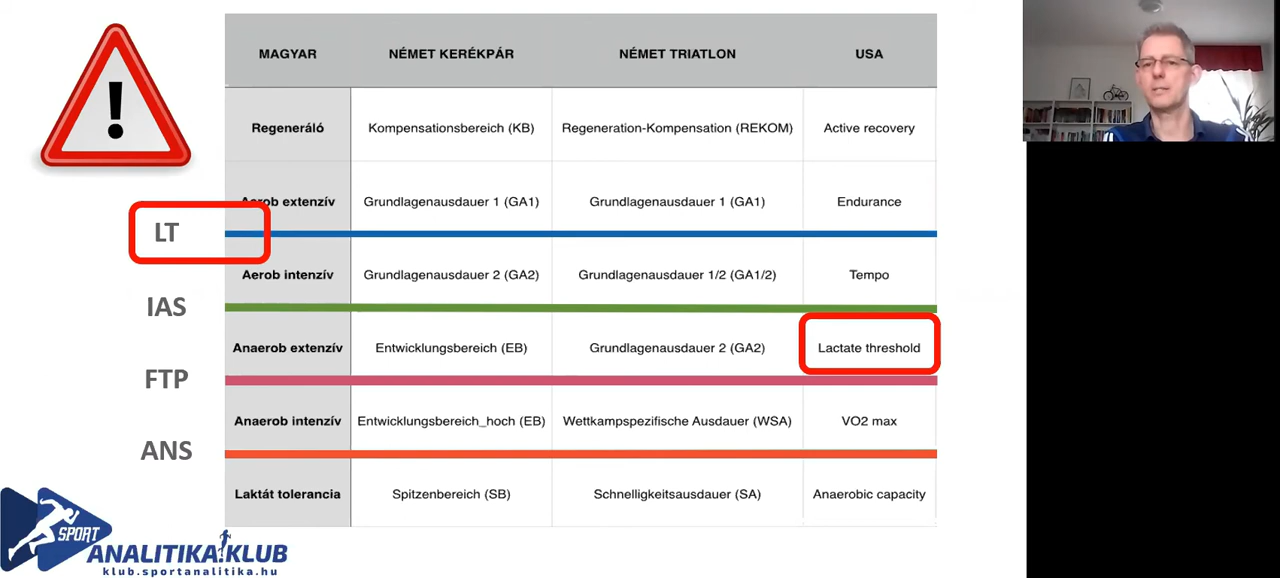 MAGYAR NÉMET KERÉKPÁR NÉMET TRIATLON USA
Regeneráló Kompensationsbereich (KB) Regeneration-Kompensation (REKOM) Active recovery
Aerob extenzív Grundlagenausdauer 1 (GA1) Grundlagenausdauer 1 (GA1) Endurance
LT
Aerob intenzív Grundlagenausdauer 2 (GA2) Grundlagenausdauer 1/2 (GA1/2) Tempo
IAS
Anaerob extenzív Entwicklungsbereich (EB) Grundlagenausdauer 2 (GA2) Lactate threshold
FTP
Anaerob intenzív Entwicklungsbereich_hoch (EB) Wettkampspezifische Ausdauer (WSA) VO2 max
ANS
Laktát tolerancia Spitzenbereich (SB) Schnelligkeitsausdauer (SA) Anaerobic capacity
SPORT
ANALITIKA KLUB
klub.sportanalitika.hu